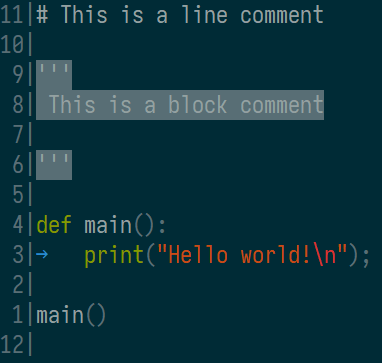 11|# This is a line comment
10|
9|'''
8| This is a block comment
7|
6|'''
5|
4|def main():
3|→   print("Hello world!\n");
2|
1|main()
12|